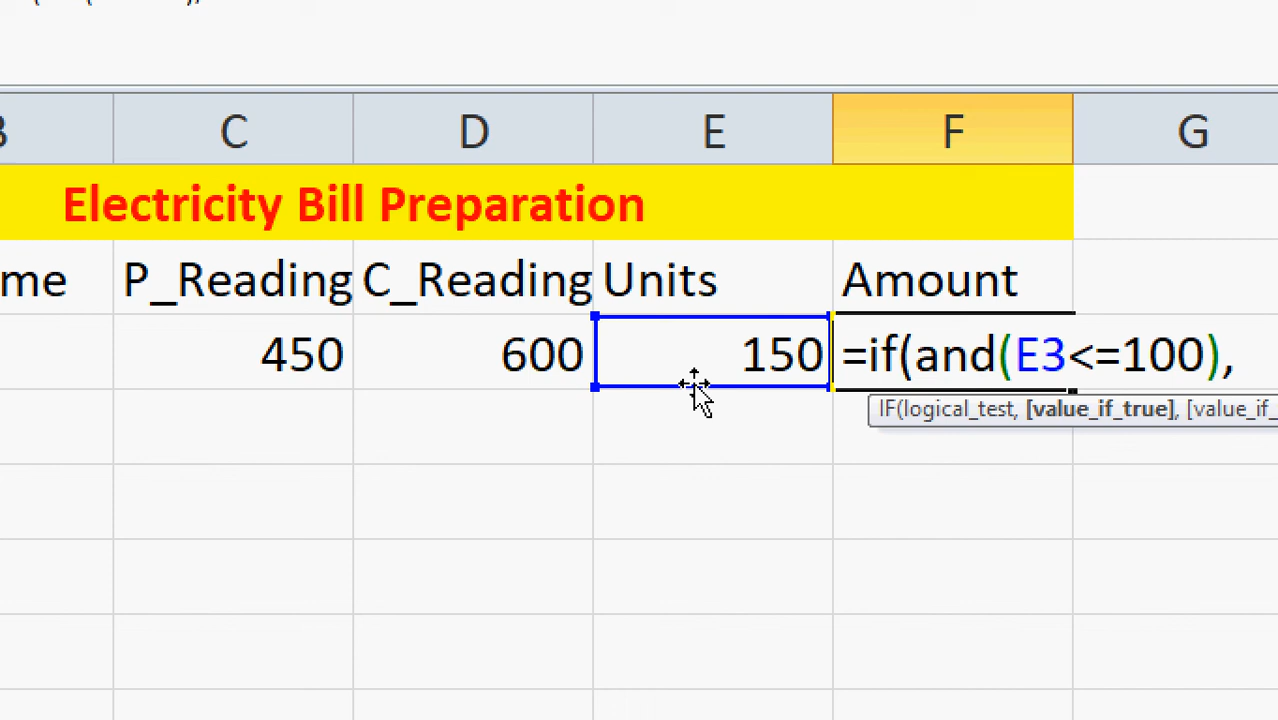 C D E F G
Electricity Bill Preparation
me P_Reading C_Reading Units Amount
450 600 150 =if(and(E3<=100),
IF(logical_test, [value_if_true], [value_if_